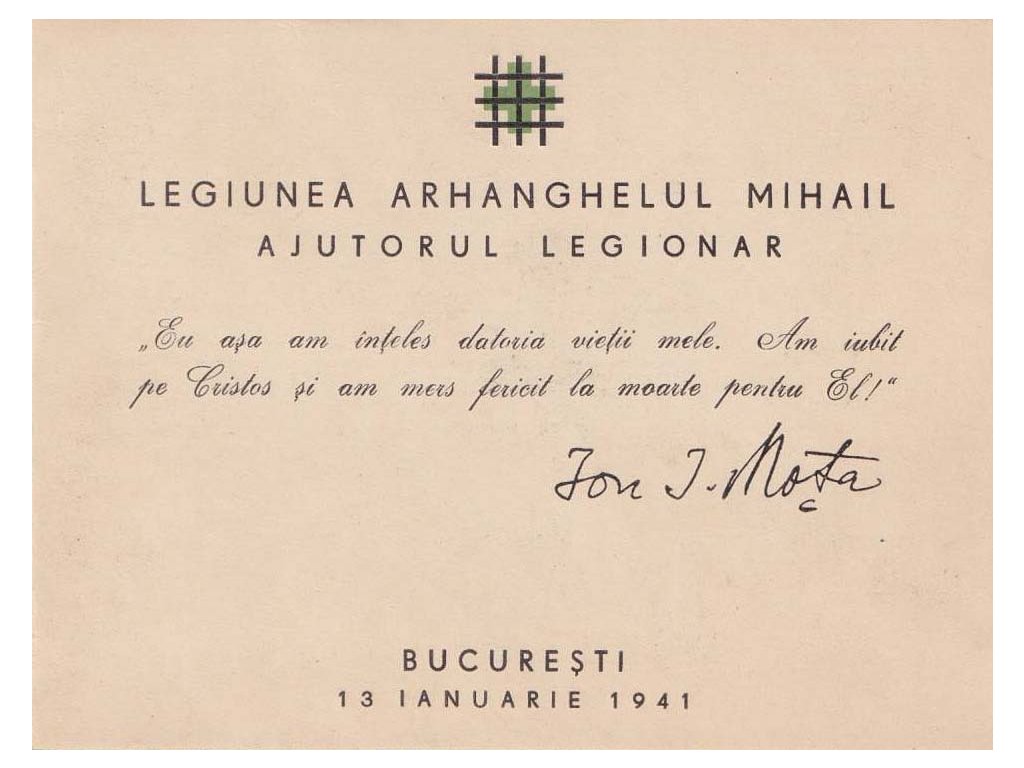 LEGIUNEA ARHANGHELUL MIHAIL
AJUTORUL LEGIONAR
„Eu așa am înțeles datoria vieții mele. Am iubit
pe Cristos și am mers fericit la moarte pentru El!“
Ion I. Moța
BUCUREȘTI
13 IANUARIE 1941